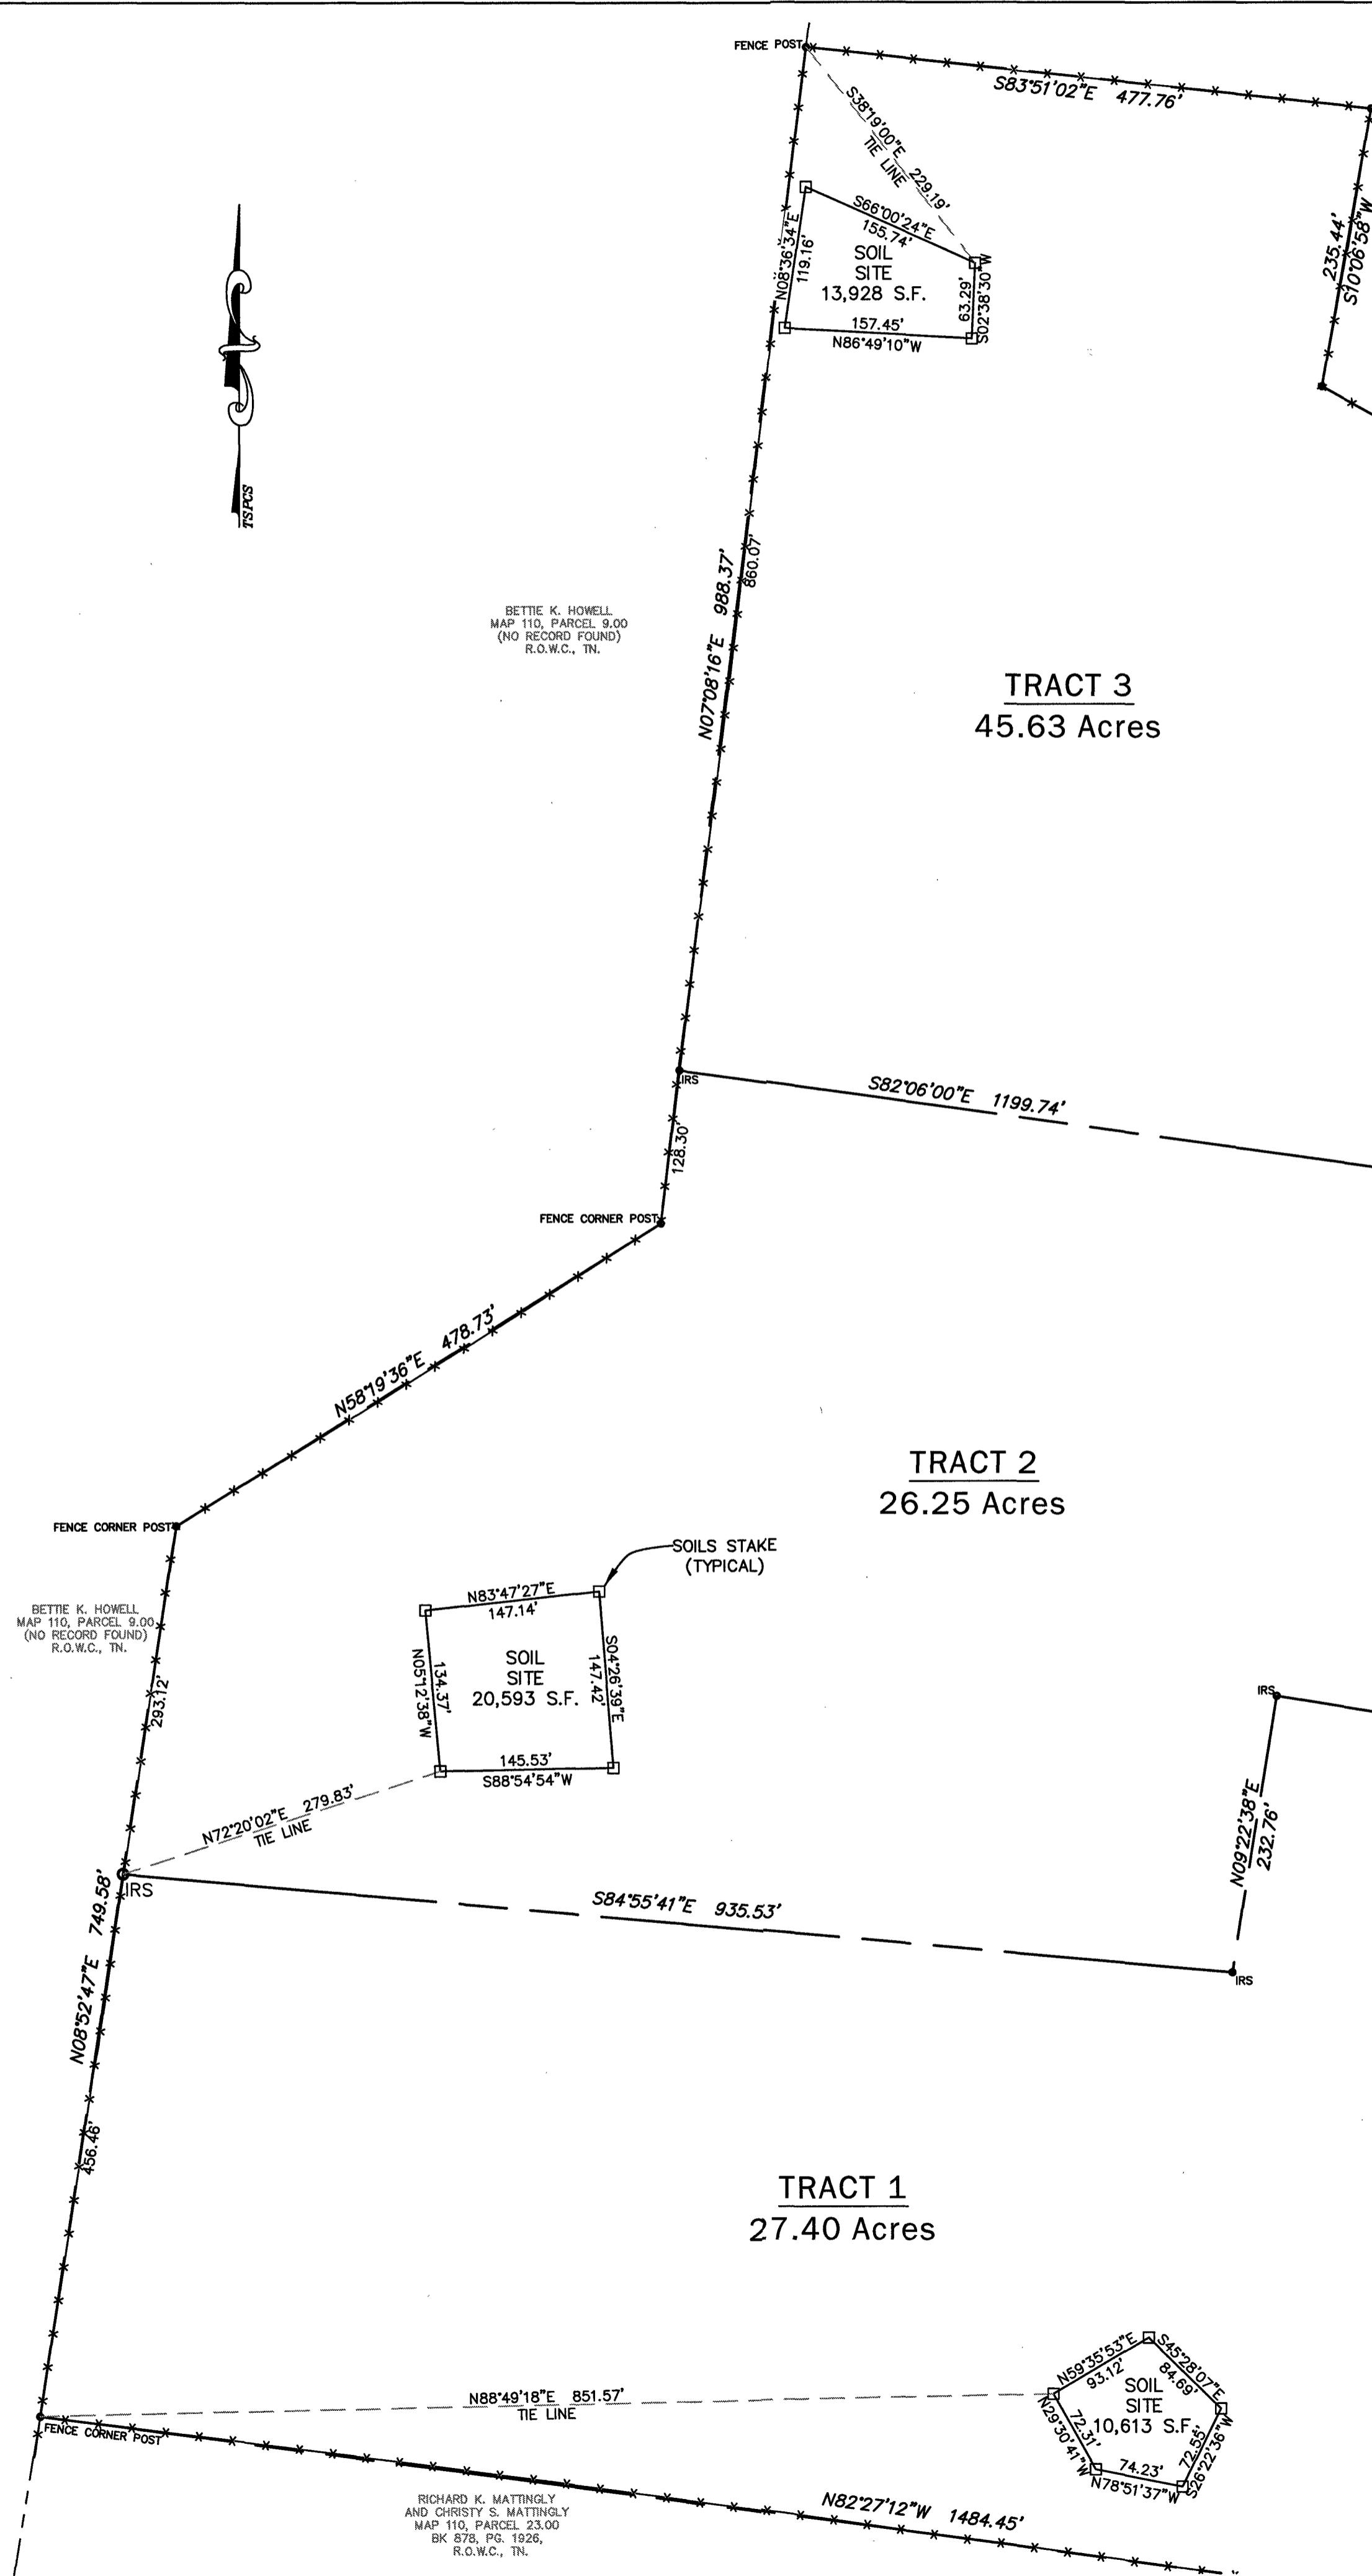 FENCE POST
S83°51'02"E 477.76'
S38°19'00"E 229.19'
TIE LINE
S66°00'24"E
155.74'
N08°36'34"E
119.16'
SOIL
SITE
13,928 S.F.
63.29'
S02°38'30"W
157.45'
N86°49'10"W
235.44'
S10°06'58"W
TSPCS
BETTIE K. HOWELL
MAP 110, PARCEL 9.00
(NO RECORD FOUND)
R.O.W.C., TN.
N07°08'16"E 988.37'
860.07'
TRACT 3
45.63 Acres
IRS
S82°06'00"E 1199.74'
128.30'
FENCE CORNER POST
N58°19'36"E 478.73'
TRACT 2
26.25 Acres
FENCE CORNER POST
SOILS STAKE
(TYPICAL)
N83°47'27"E
147.14'
BETTIE K. HOWELL
MAP 110, PARCEL 9.00
(NO RECORD FOUND)
R.O.W.C., TN.
N05°12'38"W
134.37'
SOIL
SITE
20,593 S.F.
S04°26'39"E
147.42'
293.12'
145.53'
S88°54'54"W
IRS
N72°20'02"E 279.83'
TIE LINE
N09°22'38"E
232.76'
IRS
S84°55'41"E 935.53'
IRS
N08°52'47"E 749.58'
456.46'
TRACT 1
27.40 Acres
N59°35'53"E
93.12'
S45°28'07"E
84.69'
SOIL
SITE
10,613 S.F.
N88°49'18"E 851.57'
TIE LINE
N29°30'41"W
72.31'
72.55'
S26°22'36"W
74.23'
N78°51'37"W
FENCE CORNER POST
N82°27'12"W 1484.45'
RICHARD K. MATTINGLY
AND CHRISTY S. MATTINGLY
MAP 110, PARCEL 23.00
BK 878, PG. 1926,
R.O.W.C., TN.